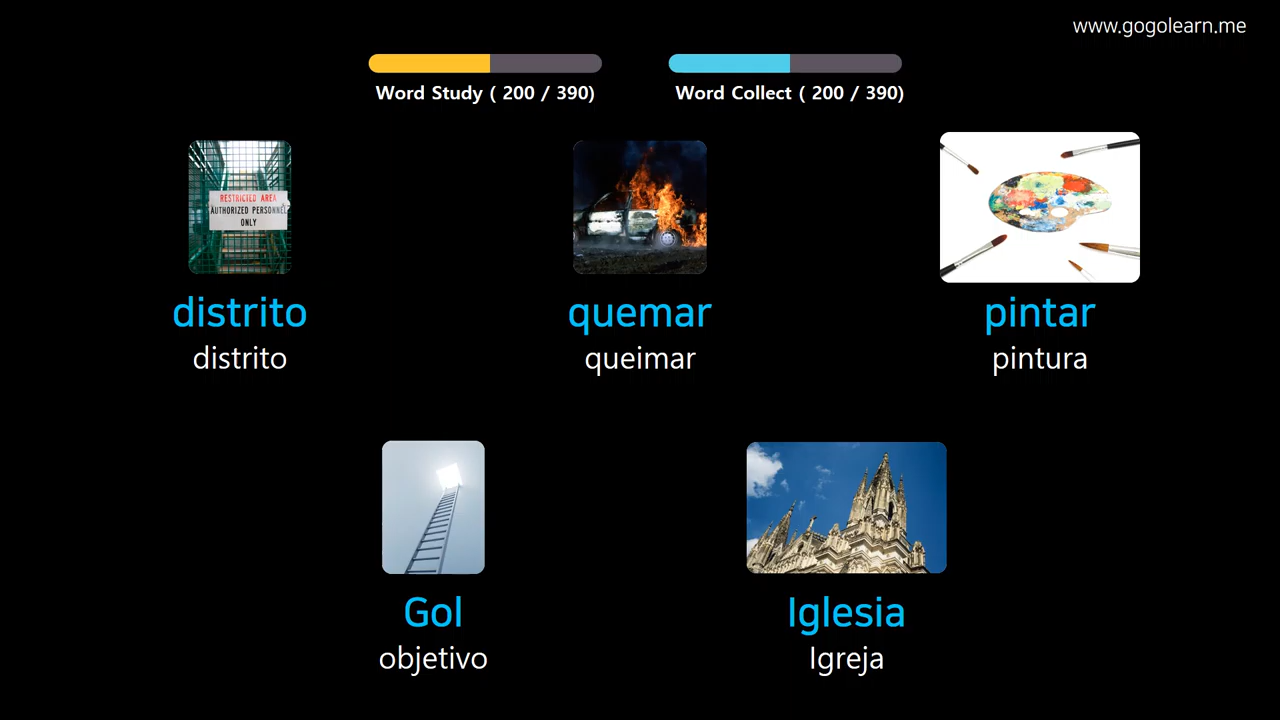 www.gogolearn.me
Word Study ( 200 / 390)
Word Collect ( 200 / 390)
RESTRICTED AREA
AUTHORIZED PERSONNEL
ONLY
distrito
distrito
quemar
queimar
pintar
pintura
Gol
objetivo
Iglesia
Igreja